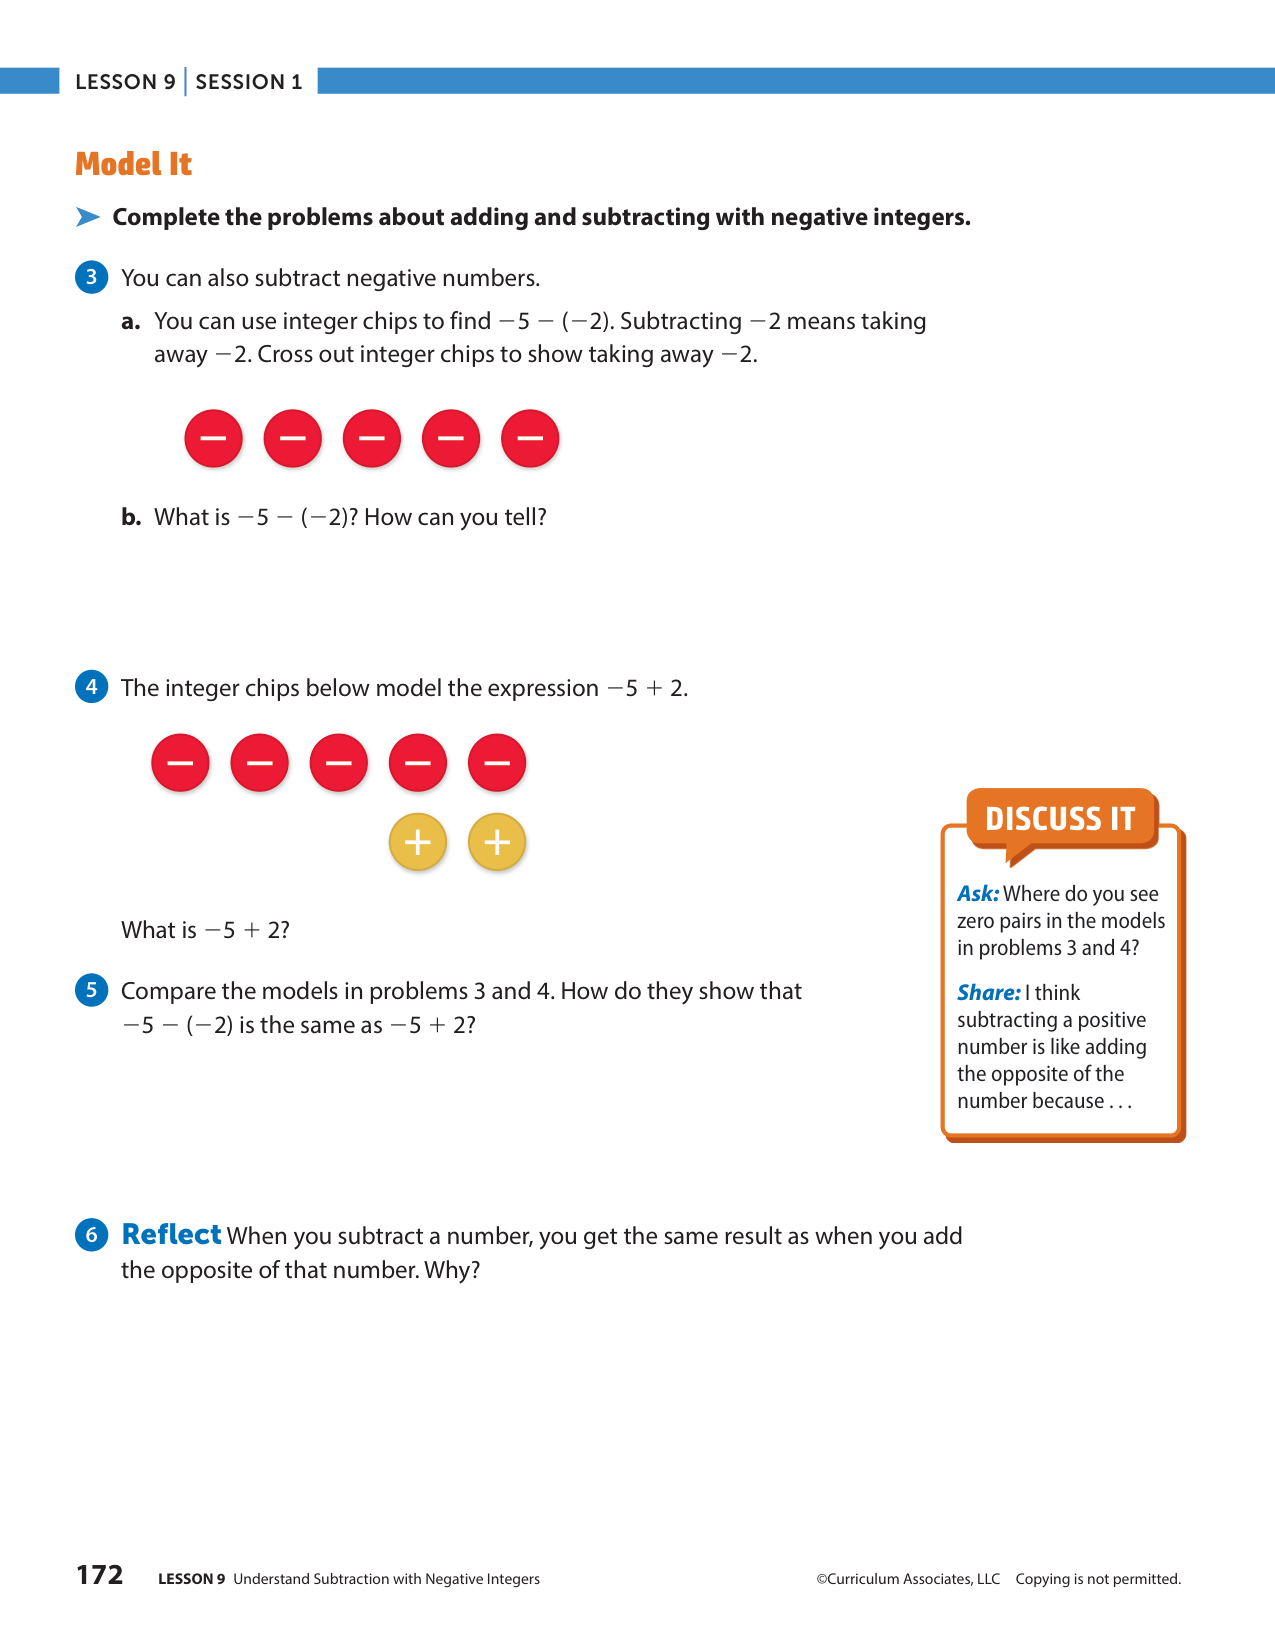 LESSON 9 | SESSION 1
Model It
➤ Complete the problems about adding and subtracting with negative integers.
3 You can also subtract negative numbers.
a. You can use integer chips to find −5 − (−2). Subtracting −2 means taking
away −2. Cross out integer chips to show taking away −2.
− − − − −
b. What is −5 − (−2)? How can you tell?
4 The integer chips below model the expression −5 + 2.
− − − − −
+ +
What is −5 + 2?
5 Compare the models in problems 3 and 4. How do they show that
−5 − (−2) is the same as −5 + 2?
DISCUSS IT
Ask: Where do you see
zero pairs in the models
in problems 3 and 4?
Share: I think
subtracting a positive
number is like adding
the opposite of the
number because . . .
6 Reflect When you subtract a number, you get the same result as when you add
the opposite of that number. Why?
172 LESSON 9 Understand Subtraction with Negative Integers ©Curriculum Associates, LLC Copying is not permitted.